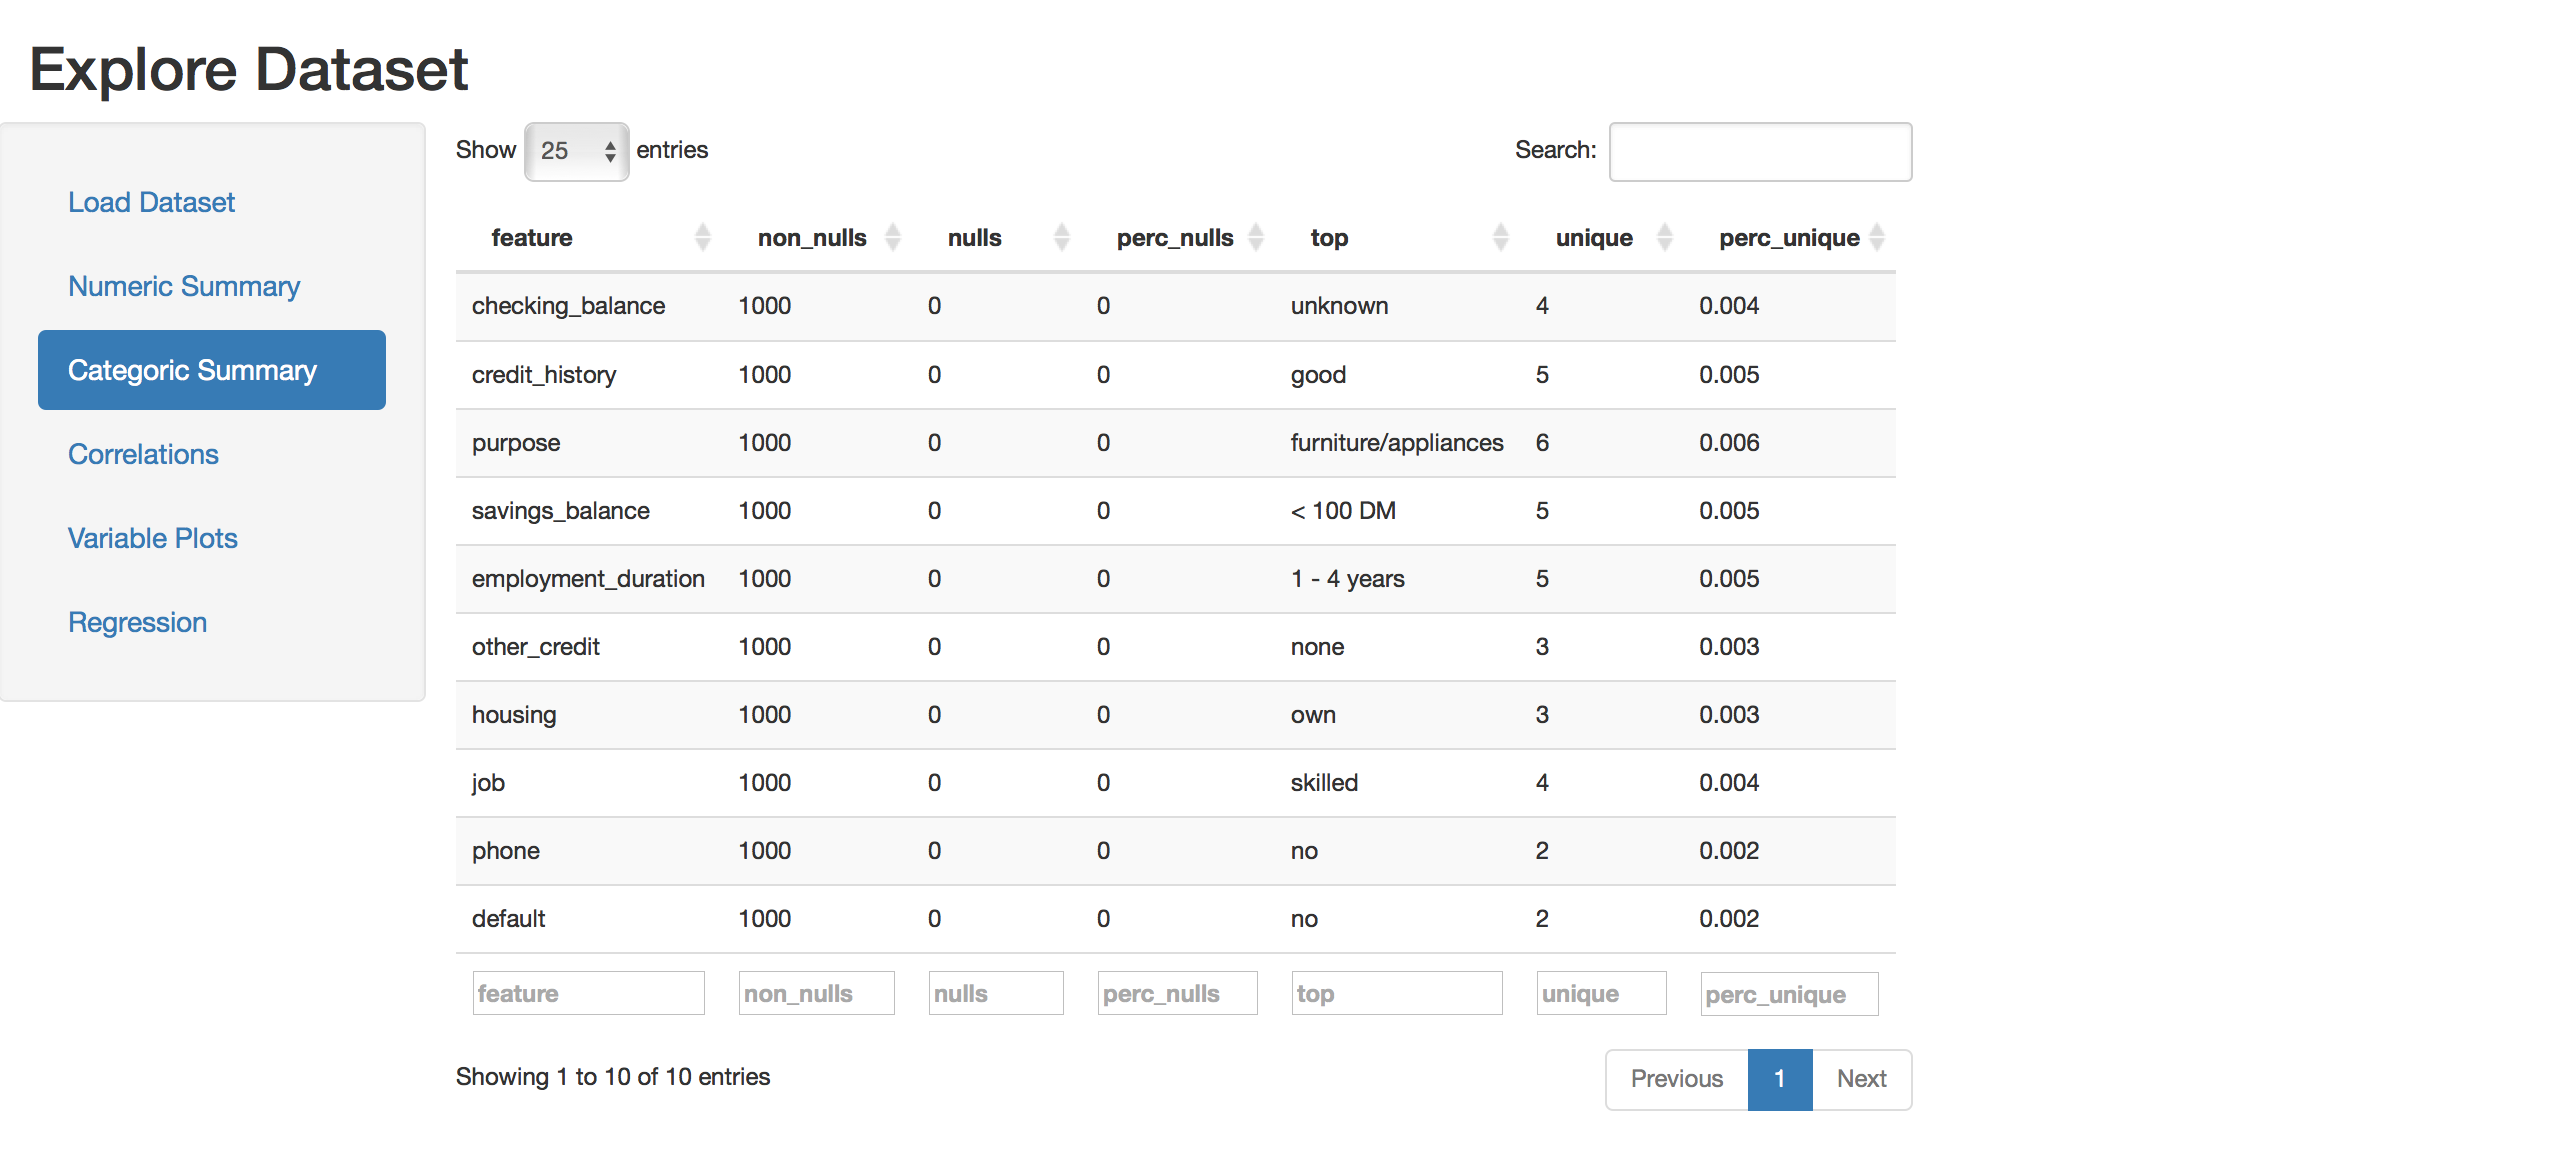 Explore Dataset
Load Dataset
Numeric Summary
Categoric Summary
Correlations
Variable Plots
Regression
Show 25 entries
Search:
feature non_nulls nulls perc_nulls top unique perc_unique
checking_balance 1000 0 0 unknown 4 0.004
credit_history 1000 0 0 good 5 0.005
purpose 1000 0 0 furniture/appliances 6 0.006
savings_balance 1000 0 0 < 100 DM 5 0.005
employment_duration 1000 0 0 1 - 4 years 5 0.005
other_credit 1000 0 0 none 3 0.003
housing 1000 0 0 own 3 0.003
job 1000 0 0 skilled 4 0.004
phone 1000 0 0 no 2 0.002
default 1000 0 0 no 2 0.002
feature non_nulls nulls perc_nulls top unique perc_unique
Showing 1 to 10 of 10 entries
Previous 1 Next